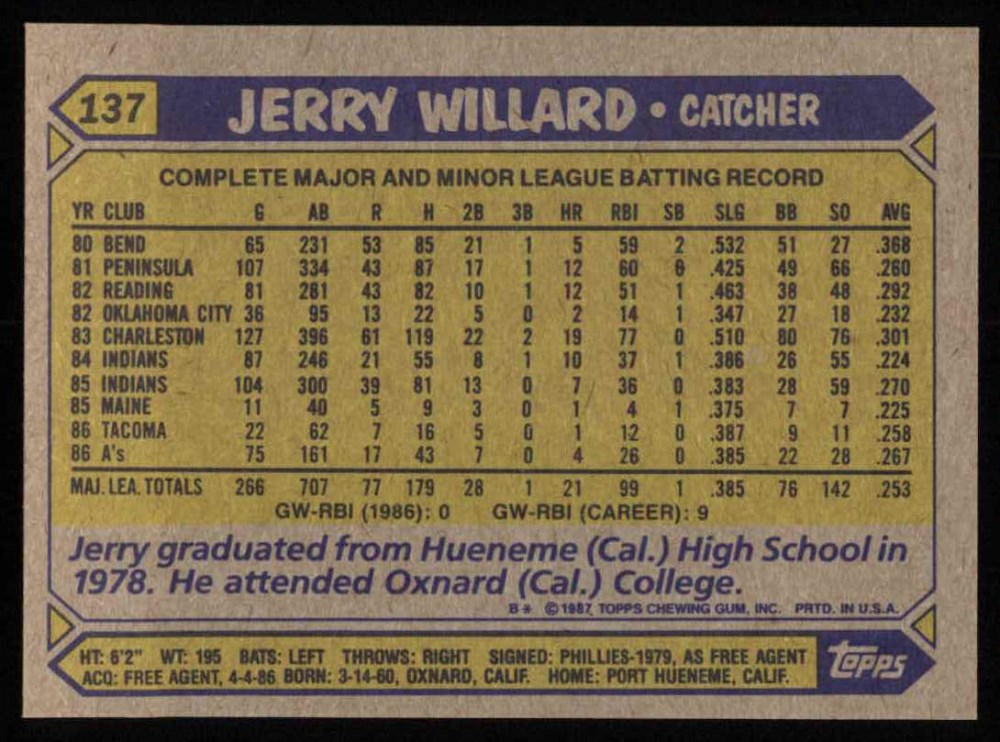 137 JERRY WILLARD • CATCHER
COMPLETE MAJOR AND MINOR LEAGUE BATTING RECORD
YR CLUB G AB R H 2B 3B HR RBI SB SLG BB SO AVG
80 BEND 65 231 53 85 21 1 5 59 2 .532 51 27 .368
81 PENINSULA 107 334 43 87 17 1 12 60 0 .425 49 66 .260
82 READING 81 281 43 82 10 1 12 51 1 .463 38 48 .292
82 OKLAHOMA CITY 36 95 13 22 5 0 2 14 1 .347 27 18 .232
83 CHARLESTON 127 396 61 119 22 2 19 77 0 .510 80 76 .301
84 INDIANS 87 246 21 55 8 1 10 37 1 .386 26 55 .224
85 INDIANS 104 300 39 81 13 0 7 36 0 .383 28 59 .270
85 MAINE 11 40 5 9 3 0 1 4 1 .375 7 7 .225
86 TACOMA 22 62 7 16 5 0 1 12 0 .387 9 11 .258
86 A's 75 161 17 43 7 0 4 26 0 .385 22 28 .267
MAJ. LEA. TOTALS 266 707 77 179 28 1 21 99 1 .385 76 142 .253
GW-RBI (1986): 0 GW-RBI (CAREER): 9
Jerry graduated from Hueneme (Cal.) High School in
1978. He attended Oxnard (Cal.) College.
B* © 1987 TOPPS CHEWING GUM, INC. PRTD. IN U.S.A.
HT: 6'2" WT: 195 BATS: LEFT THROWS: RIGHT SIGNED: PHILLIES-1979, AS FREE AGENT
ACQ: FREE AGENT, 4-4-86 BORN: 3-14-60, OXNARD, CALIF. HOME: PORT HUENEME, CALIF.
topps